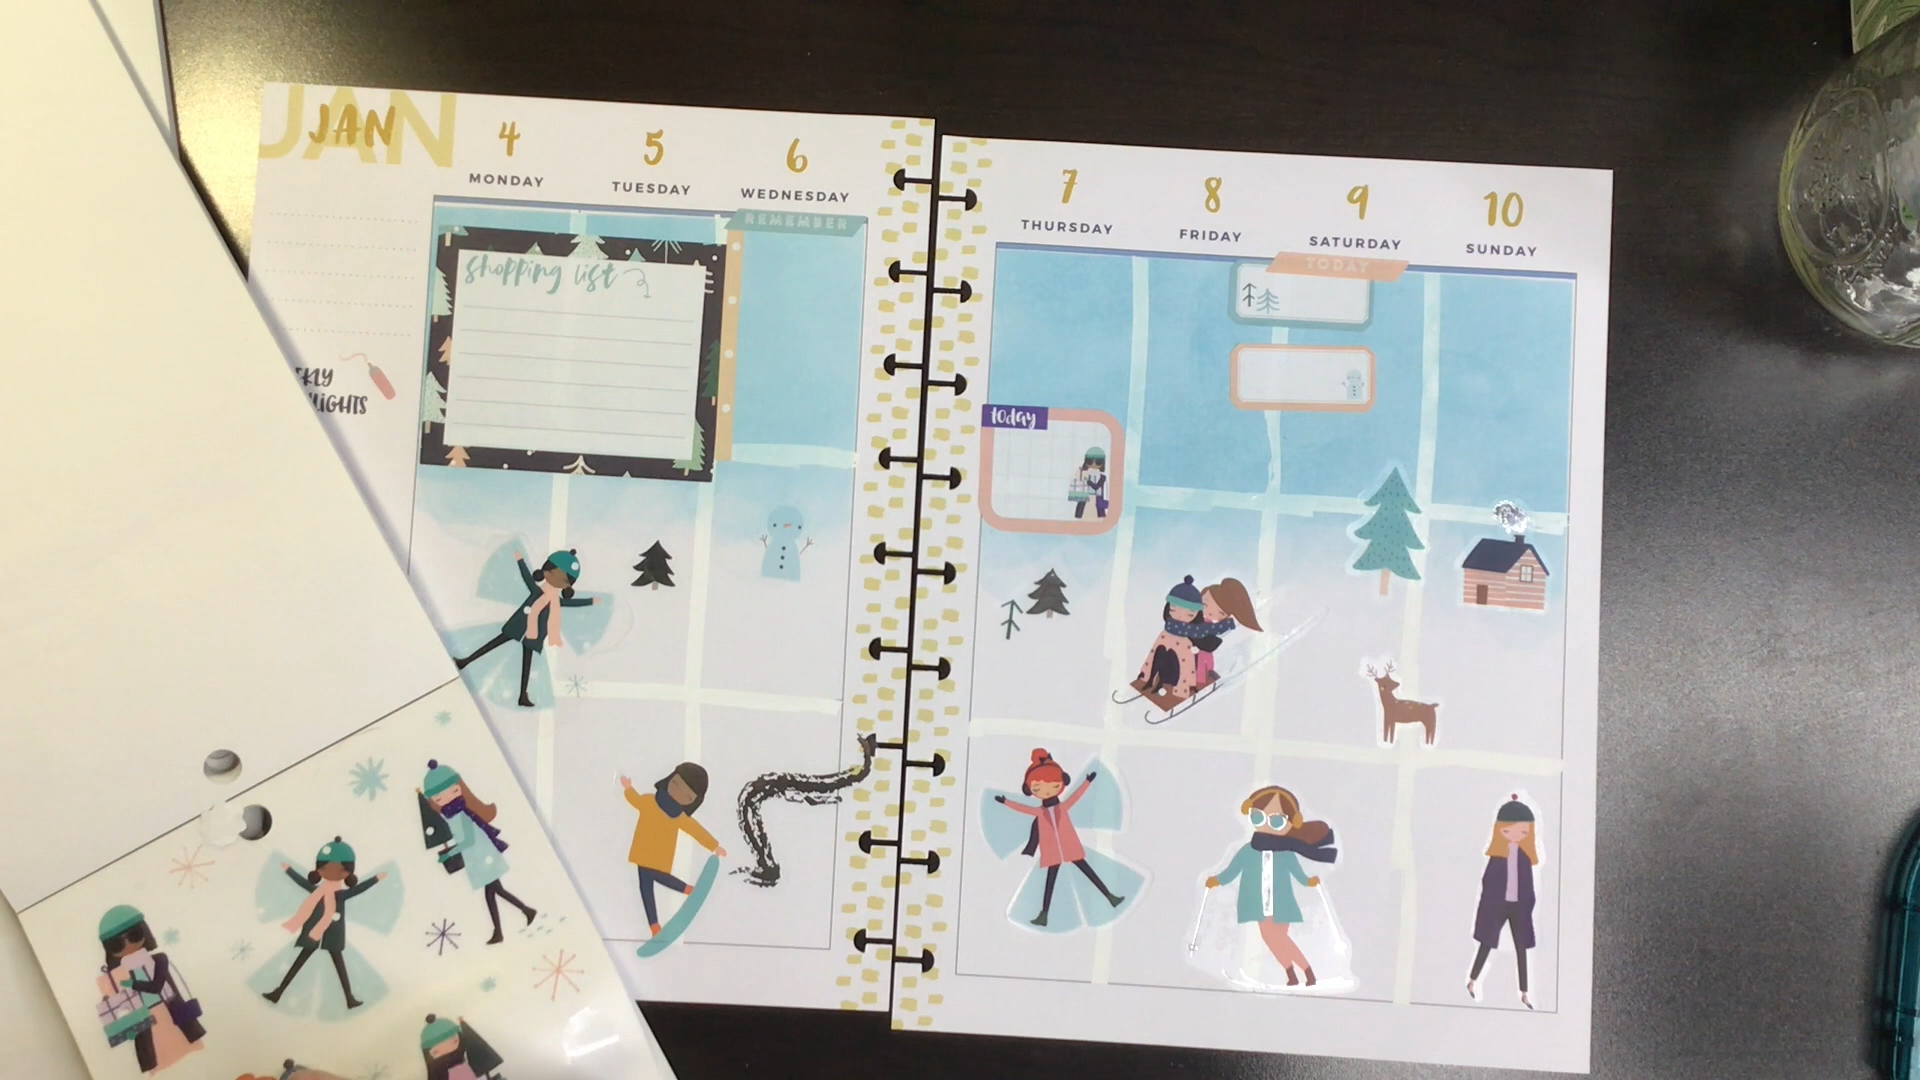 JAN
JAN
4 5 6
MONDAY TUESDAY WEDNESDAY
REMEMBER
shopping list
7 8 9 10
THURSDAY FRIDAY SATURDAY SUNDAY
TODAY
today